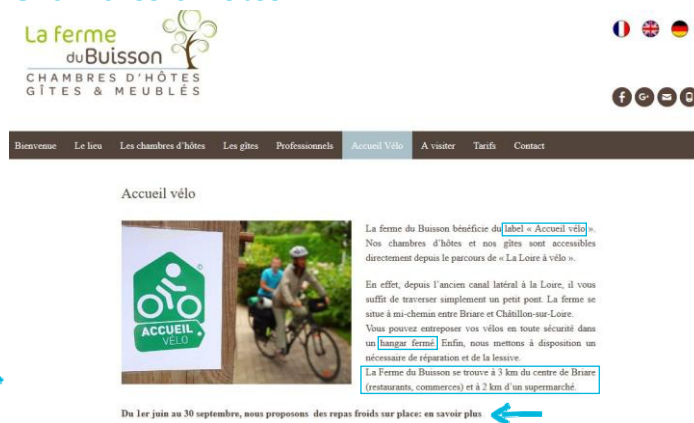 La ferme
du Buisson
CHAMBRES D'HÔTES
GÎTES & MEUBLÉS
Bienvenue Le lieu Les chambres d'hôtes Les gîtes Professionnels Accueil Vélo A visiter Tarifs Contact
Accueil vélo
ACCUEIL
VÉLO
La ferme du Buisson bénéficie du label « Accueil vélo ».
Nos chambres d'hôtes et nos gîtes sont accessibles
directement depuis le parcours de « La Loire à vélo ».
En effet, depuis l'ancien canal latéral à la Loire, il vous
suffit de traverser simplement un petit pont. La ferme se
situe à mi-chemin entre Briare et Châtillon-sur-Loire.
Vous pouvez entreposer vos vélos en toute sécurité dans
un hangar fermé. Enfin, nous mettons à disposition un
nécessaire de réparation et de la lessive.
La Ferme du Buisson se trouve à 3 km du centre de Briare
(restaurants, commerces) et à 2 km d'un supermarché.
Du 1er juin au 30 septembre, nous proposons des repas froids sur place: en savoir plus